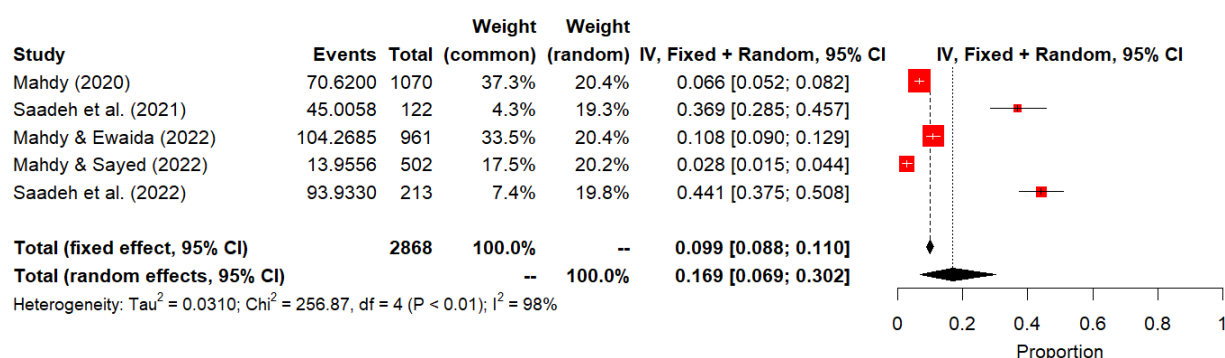 Weight Weight
Study Events Total (common) (random) IV, Fixed + Random, 95% CI IV, Fixed + Random, 95% CI
Mahdy (2020) 70.6200 1070 37.3% 20.4% 0.066 [0.052; 0.082]
Saadeh et al. (2021) 45.0058 122 4.3% 19.3% 0.369 [0.285; 0.457]
Mahdy & Ewaida (2022) 104.2685 961 33.5% 20.4% 0.108 [0.090; 0.129]
Mahdy & Sayed (2022) 13.9556 502 17.5% 20.2% 0.028 [0.015; 0.044]
Saadeh et al. (2022) 93.9330 213 7.4% 19.8% 0.441 [0.375; 0.508]
Total (fixed effect, 95% CI) 2868 100.0% -- 0.099 [0.088; 0.110]
Total (random effects, 95% CI) -- 100.0% 0.169 [0.069; 0.302]
Heterogeneity: Tau² = 0.0310; Chi² = 256.87, df = 4 (P < 0.01); I² = 98%
0 0.2 0.4 0.6 0.8 1
Proportion